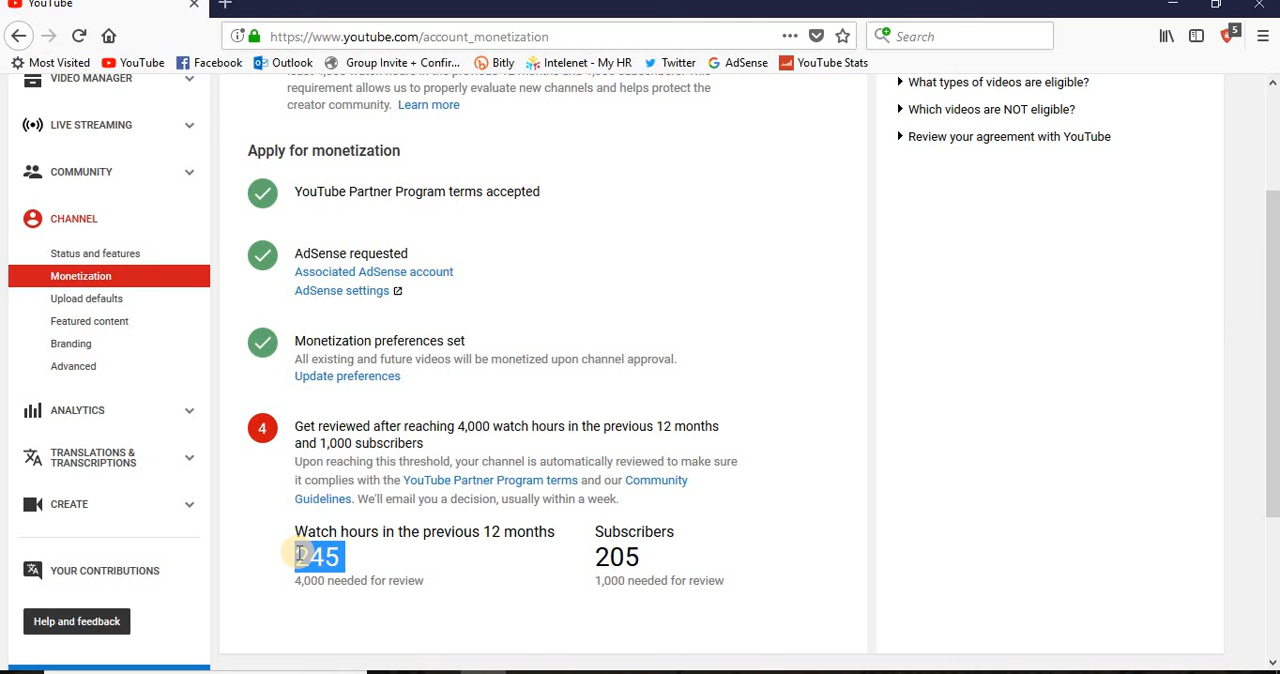 YouTube
https://www.youtube.com/account_monetization
Search
5
Most Visited
YouTube
Facebook
Outlook
Group Invite + Confir...
Bitly
Intelenet - My HR
Twitter
AdSense
YouTube Stats
VIDEO MANAGER
LIVE STREAMING
COMMUNITY
CHANNEL
Status and features
Monetization
Upload defaults
Featured content
Branding
Advanced
ANALYTICS
TRANSLATIONS &
TRANSCRIPTIONS
CREATE
YOUR CONTRIBUTIONS
Help and feedback
requirement allows us to properly evaluate new channels and helps protect the
creator community. Learn more
Apply for monetization
YouTube Partner Program terms accepted
AdSense requested
Associated AdSense account
AdSense settings
Monetization preferences set
All existing and future videos will be monetized upon channel approval.
Update preferences
4
Get reviewed after reaching 4,000 watch hours in the previous 12 months
and 1,000 subscribers
Upon reaching this threshold, your channel is automatically reviewed to make sure
it complies with the YouTube Partner Program terms and our Community
Guidelines. We'll email you a decision, usually within a week.
Watch hours in the previous 12 months
245
4,000 needed for review
Subscribers
205
1,000 needed for review
What types of videos are eligible?
Which videos are NOT eligible?
Review your agreement with YouTube